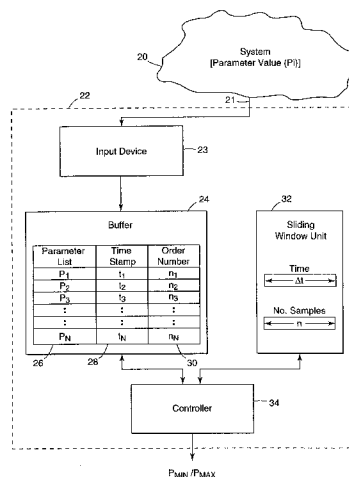 20
System
[Parameter Value {Pi}]
21
22
Input Device
23
24
Buffer
Parameter List Time Stamp Order Number
P1 t1 n1
P2 t2 n2
P3 t3 n3
⋮ ⋮ ⋮
⋮ ⋮ ⋮
PN tN nN
26
28
30
32
Sliding
Window Unit
Time
Δt
No. Samples
n
Controller
34
PMIN /PMAX